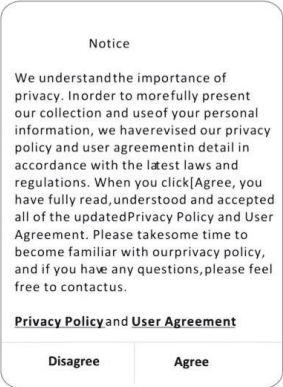 Notice
We understandthe importance of
privacy. Inorder to morefully present
our collection and useof your personal
information, we haverevised our privacy
policy and user agreementin detail in
accordance with the latest laws and
regulations. When you click[Agree, you
have fully read,understood and accepted
all of the updatedPrivacy Policy and User
Agreement. Please takesome time to
become familiar with ourprivacy policy,
and if you have any questions,please feel
free to contactus.
Privacy Policyand User Agreement
Disagree Agree